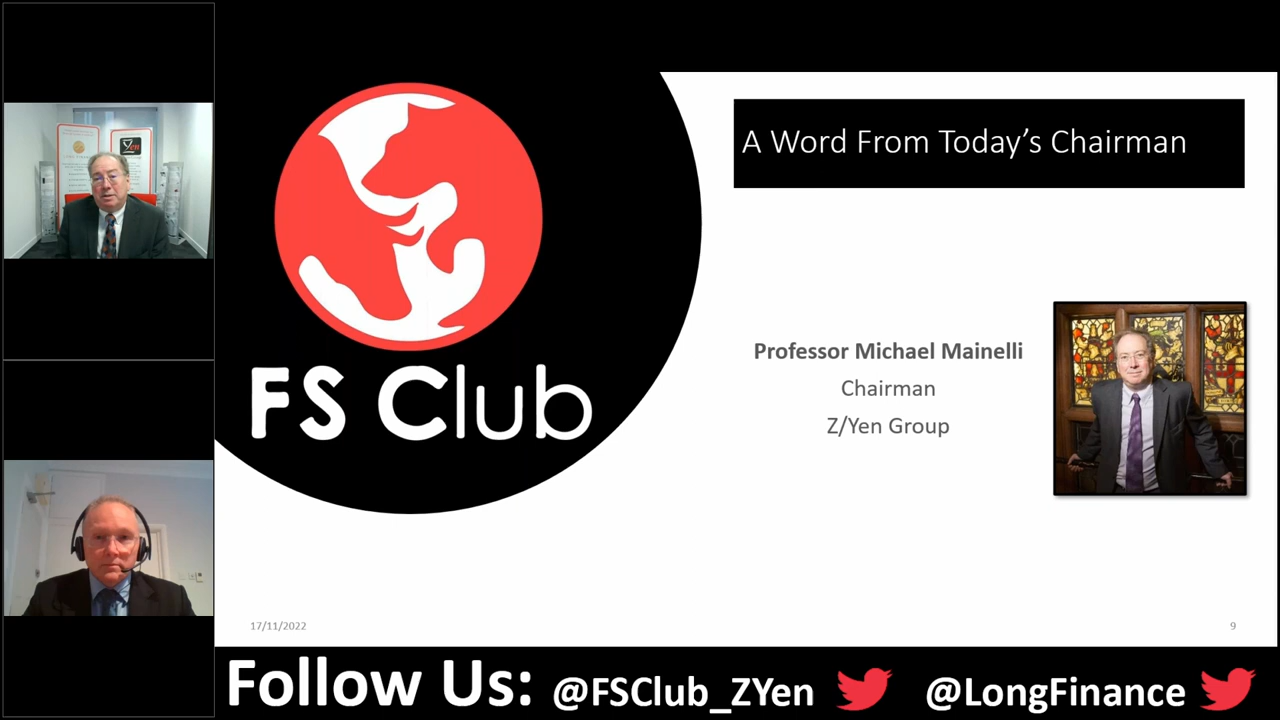 Yen
FS Club
A Word From Today’s Chairman
Professor Michael Mainelli
Chairman
Z/Yen Group
17/11/2022
9
Follow Us: @FSClub_ZYen @LongFinance